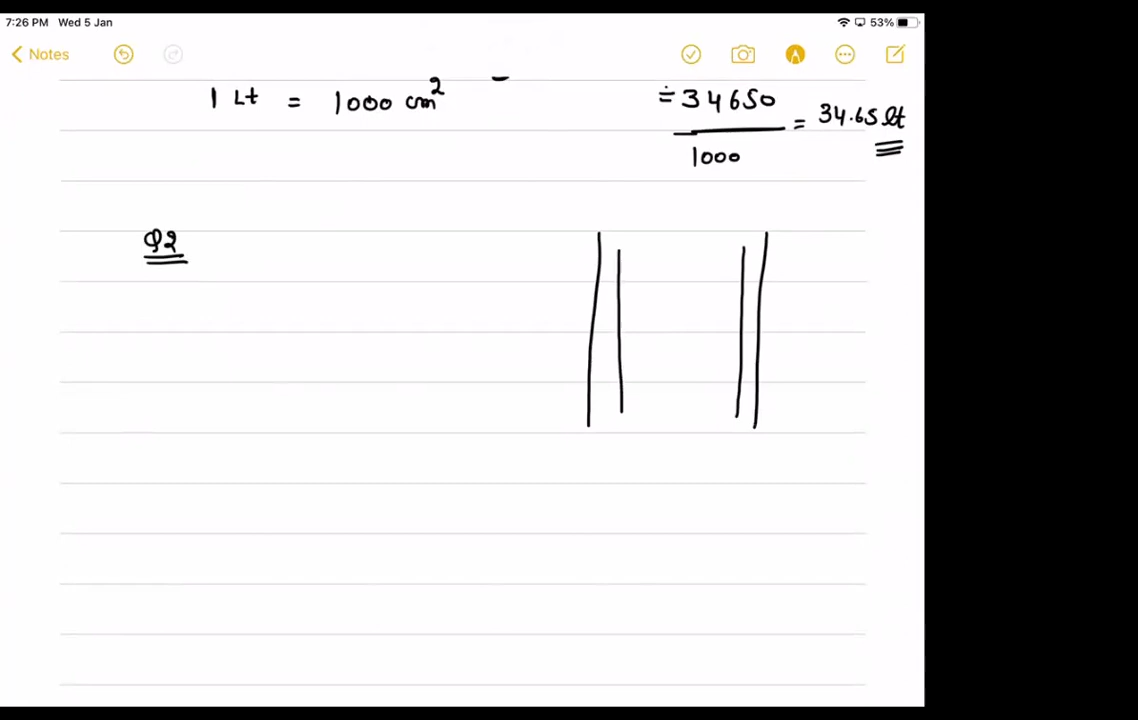 7:26 PM Wed 5 Jan 53%
Notes
1 Lt = 1000 cm² ÷ 34650 / 1000 = 34.65 lt
Q2